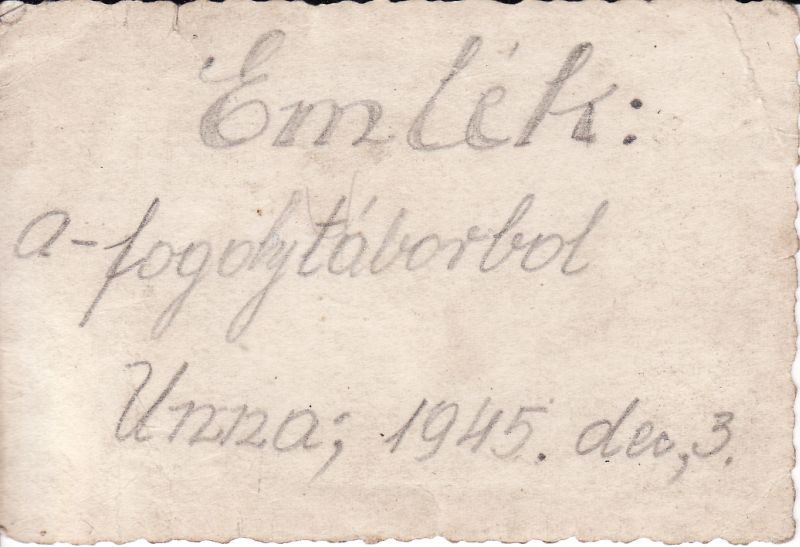 Emlék:
a-fogolytáborbol
Unna; 1945. dec, 3.